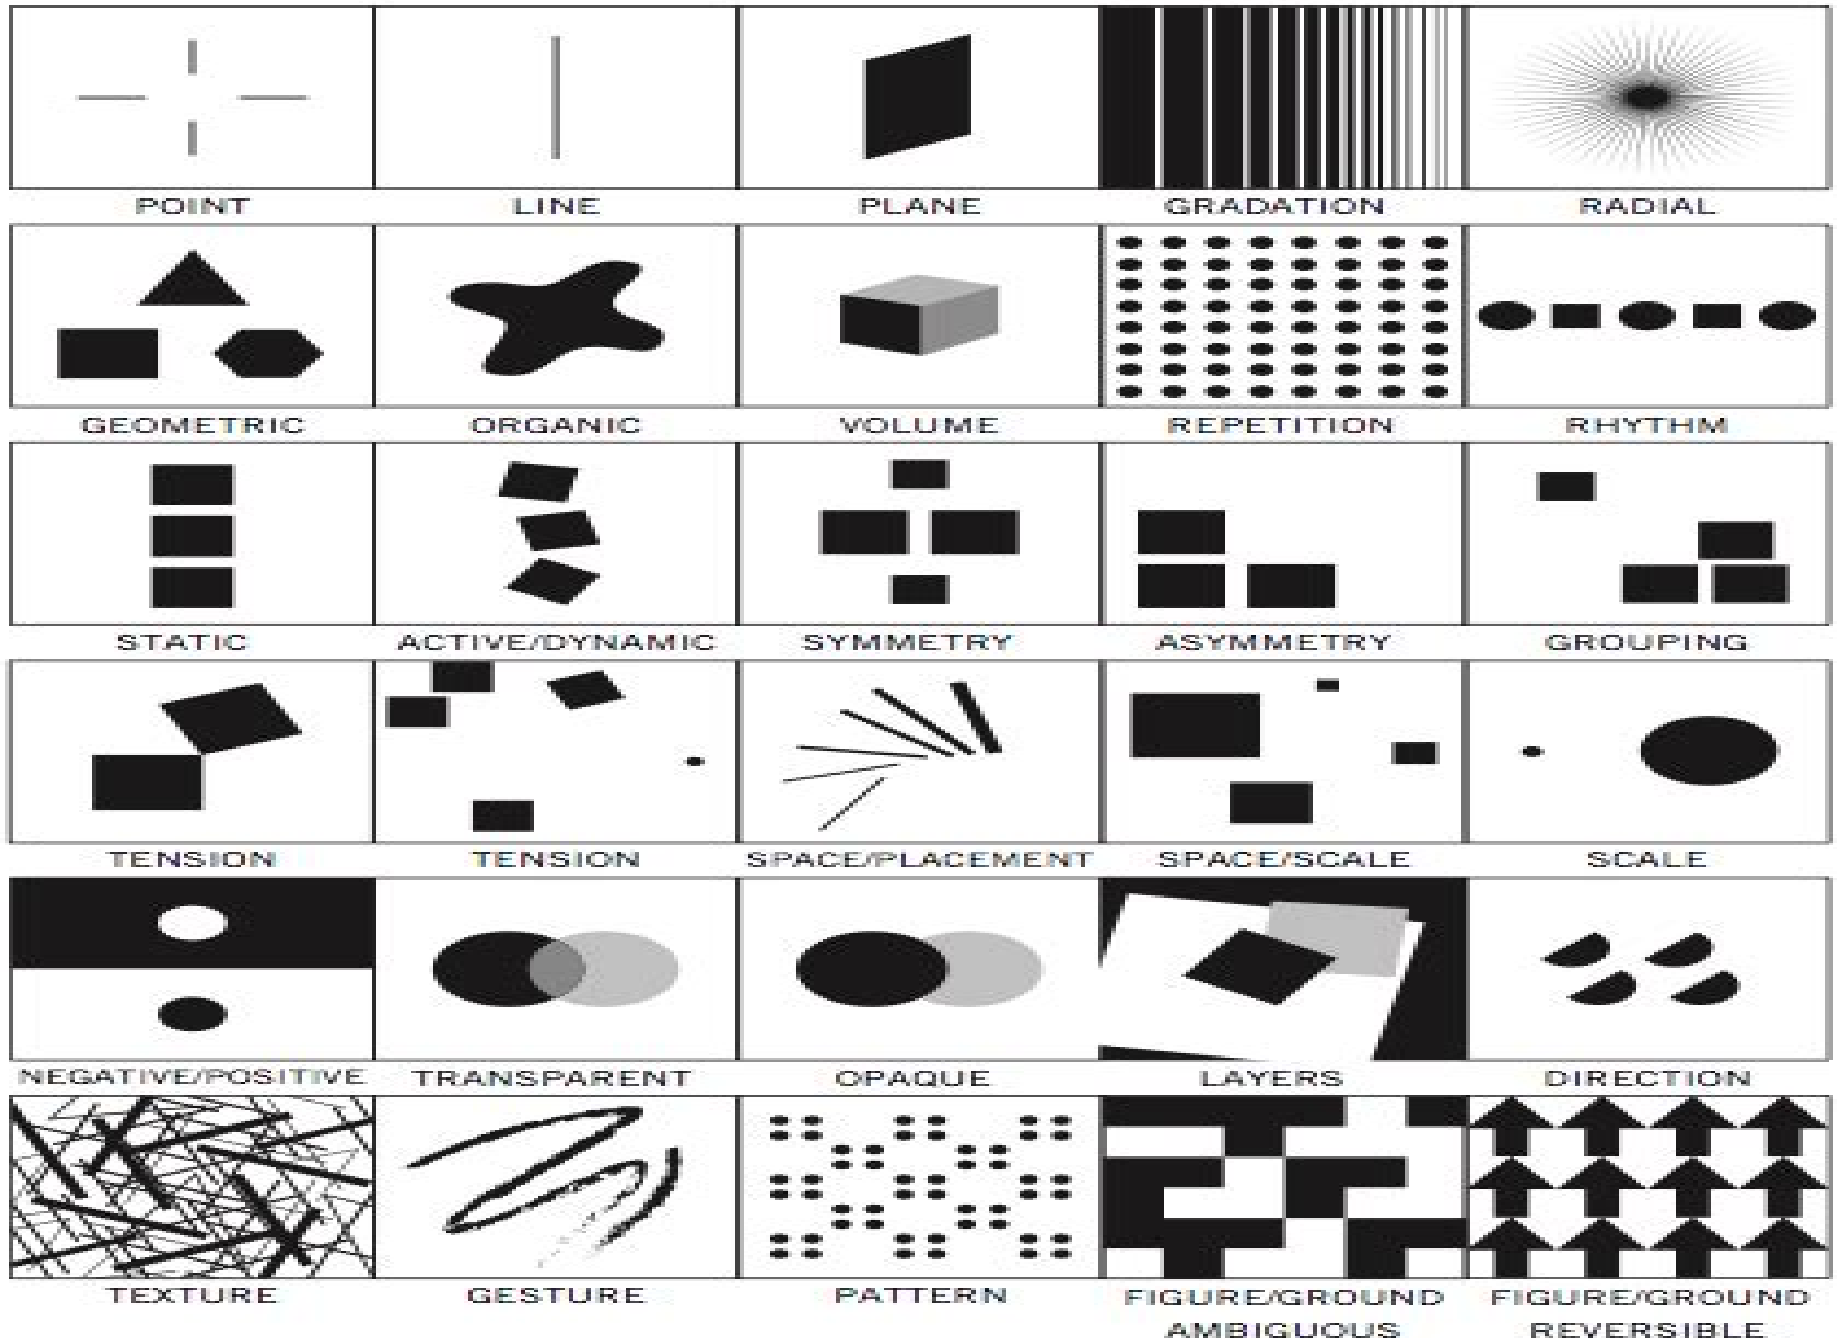 POINT
LINE
PLANE
GRADATION
RADIAL
GEOMETRIC
ORGANIC
VOLUME
REPETITION
RHYTHM
STATIC
ACTIVE/DYNAMIC
SYMMETRY
ASYMMETRY
GROUPING
TENSION
TENSION
SPACE/PLACEMENT
SPACE/SCALE
SCALE
NEGATIVE/POSITIVE
TRANSPARENT
OPAQUE
LAYERS
DIRECTION
TEXTURE
GESTURE
PATTERN
FIGURE/GROUND
AMBIGUOUS
FIGURE/GROUND
REVERSIBLE